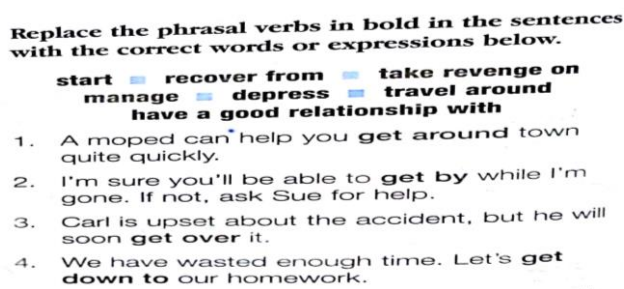 Replace the phrasal verbs in bold in the sentences
with the correct words or expressions below.
start recover from take revenge on
manage depress travel around
have a good relationship with
1. A moped can help you get around town
quite quickly.
2. I'm sure you'll be able to get by while I'm
gone. If not, ask Sue for help.
3. Carl is upset about the accident, but he will
soon get over it.
4. We have wasted enough time. Let's get
down to our homework.